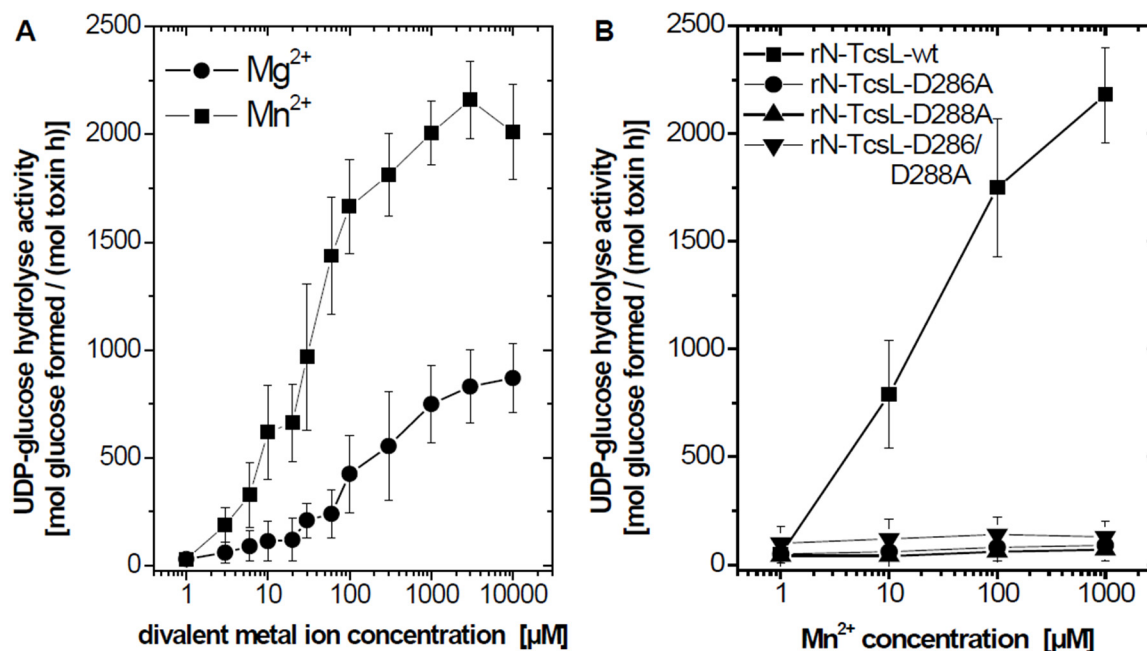 A
UDP-glucose hydrolyse activity
[mol glucose formed / (mol toxin h)]
2500
2000
1500
1000
500
0
Mg2+
Mn2+
1
10
100
1000
10000
divalent metal ion concentration [µM]
B
UDP-glucose hydrolyse activity
[mol glucose formed / (mol toxin h)]
2500
2000
1500
1000
500
0
rN-TcsL-wt
rN-TcsL-D286A
rN-TcsL-D288A
rN-TcsL-D286/
D288A
1
10
100
1000
Mn2+ concentration [µM]